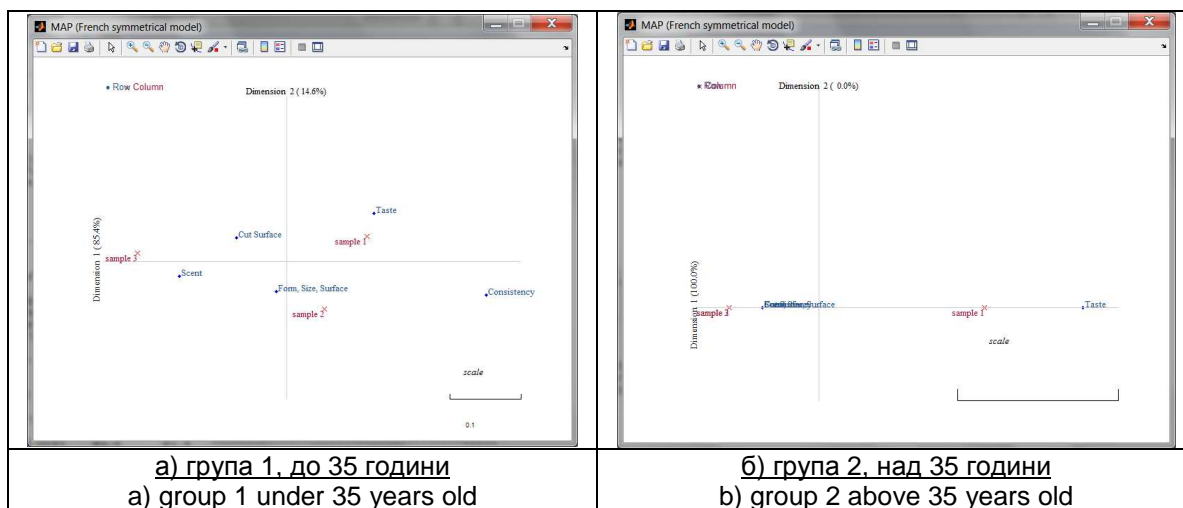 MAP (French symmetrical model)
Row Column
Dimension 2 ( 14.6%)
Taste
Cut Surface
sample 1
sample 3
Dimension 1 ( 85.4%)
Scent
Form, Size, Surface
Consistency
sample 2
scale
0.1
MAP (French symmetrical model)
Column
Dimension 2 ( 0.0%)
Dimension 1 (100.0%)
Taste
sample 1
scale
а) група 1, до 35 години
a) group 1 under 35 years old
б) група 2, над 35 години
b) group 2 above 35 years old